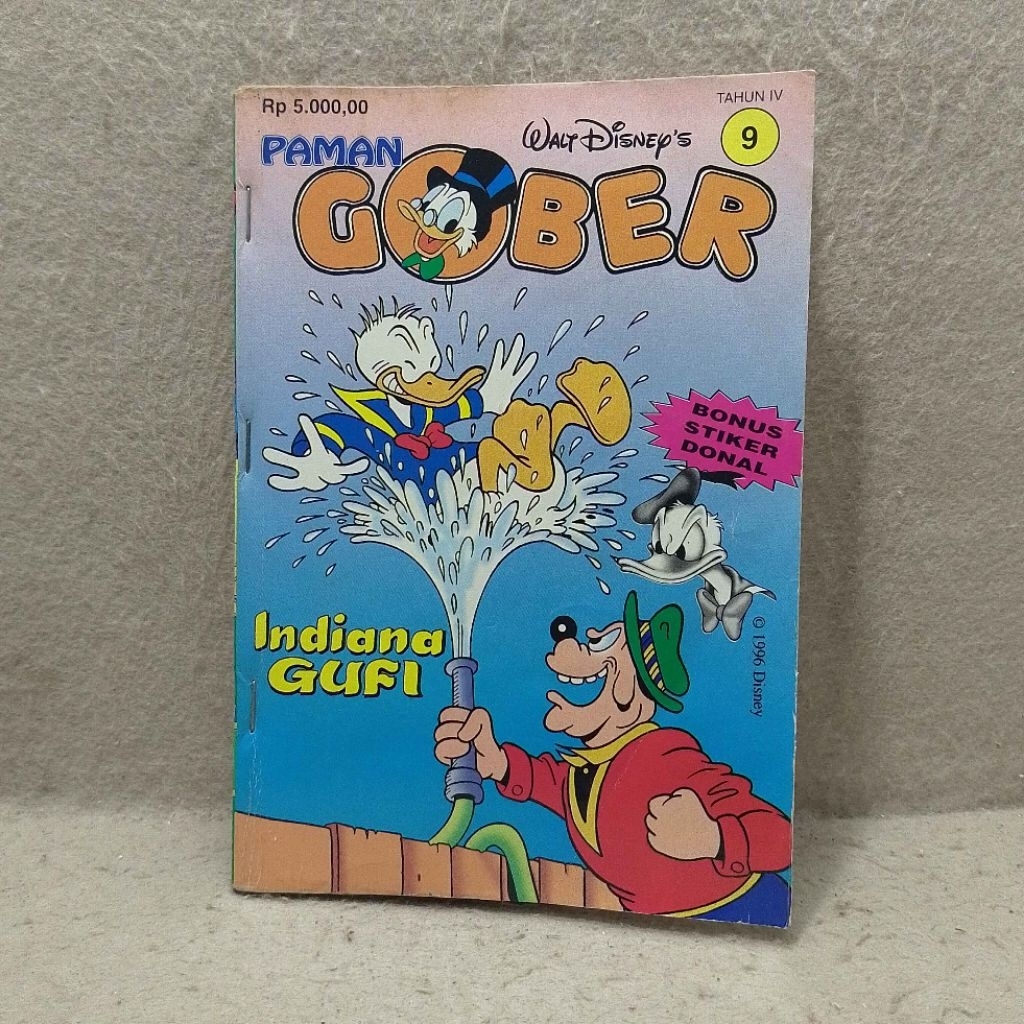 Rp 5.000,00
TAHUN IV
9
WALT DISNEY'S
PAMAN
GOBER
BONUS
STIKER
DONAL
Indiana
GUFI
© 1996 Disney